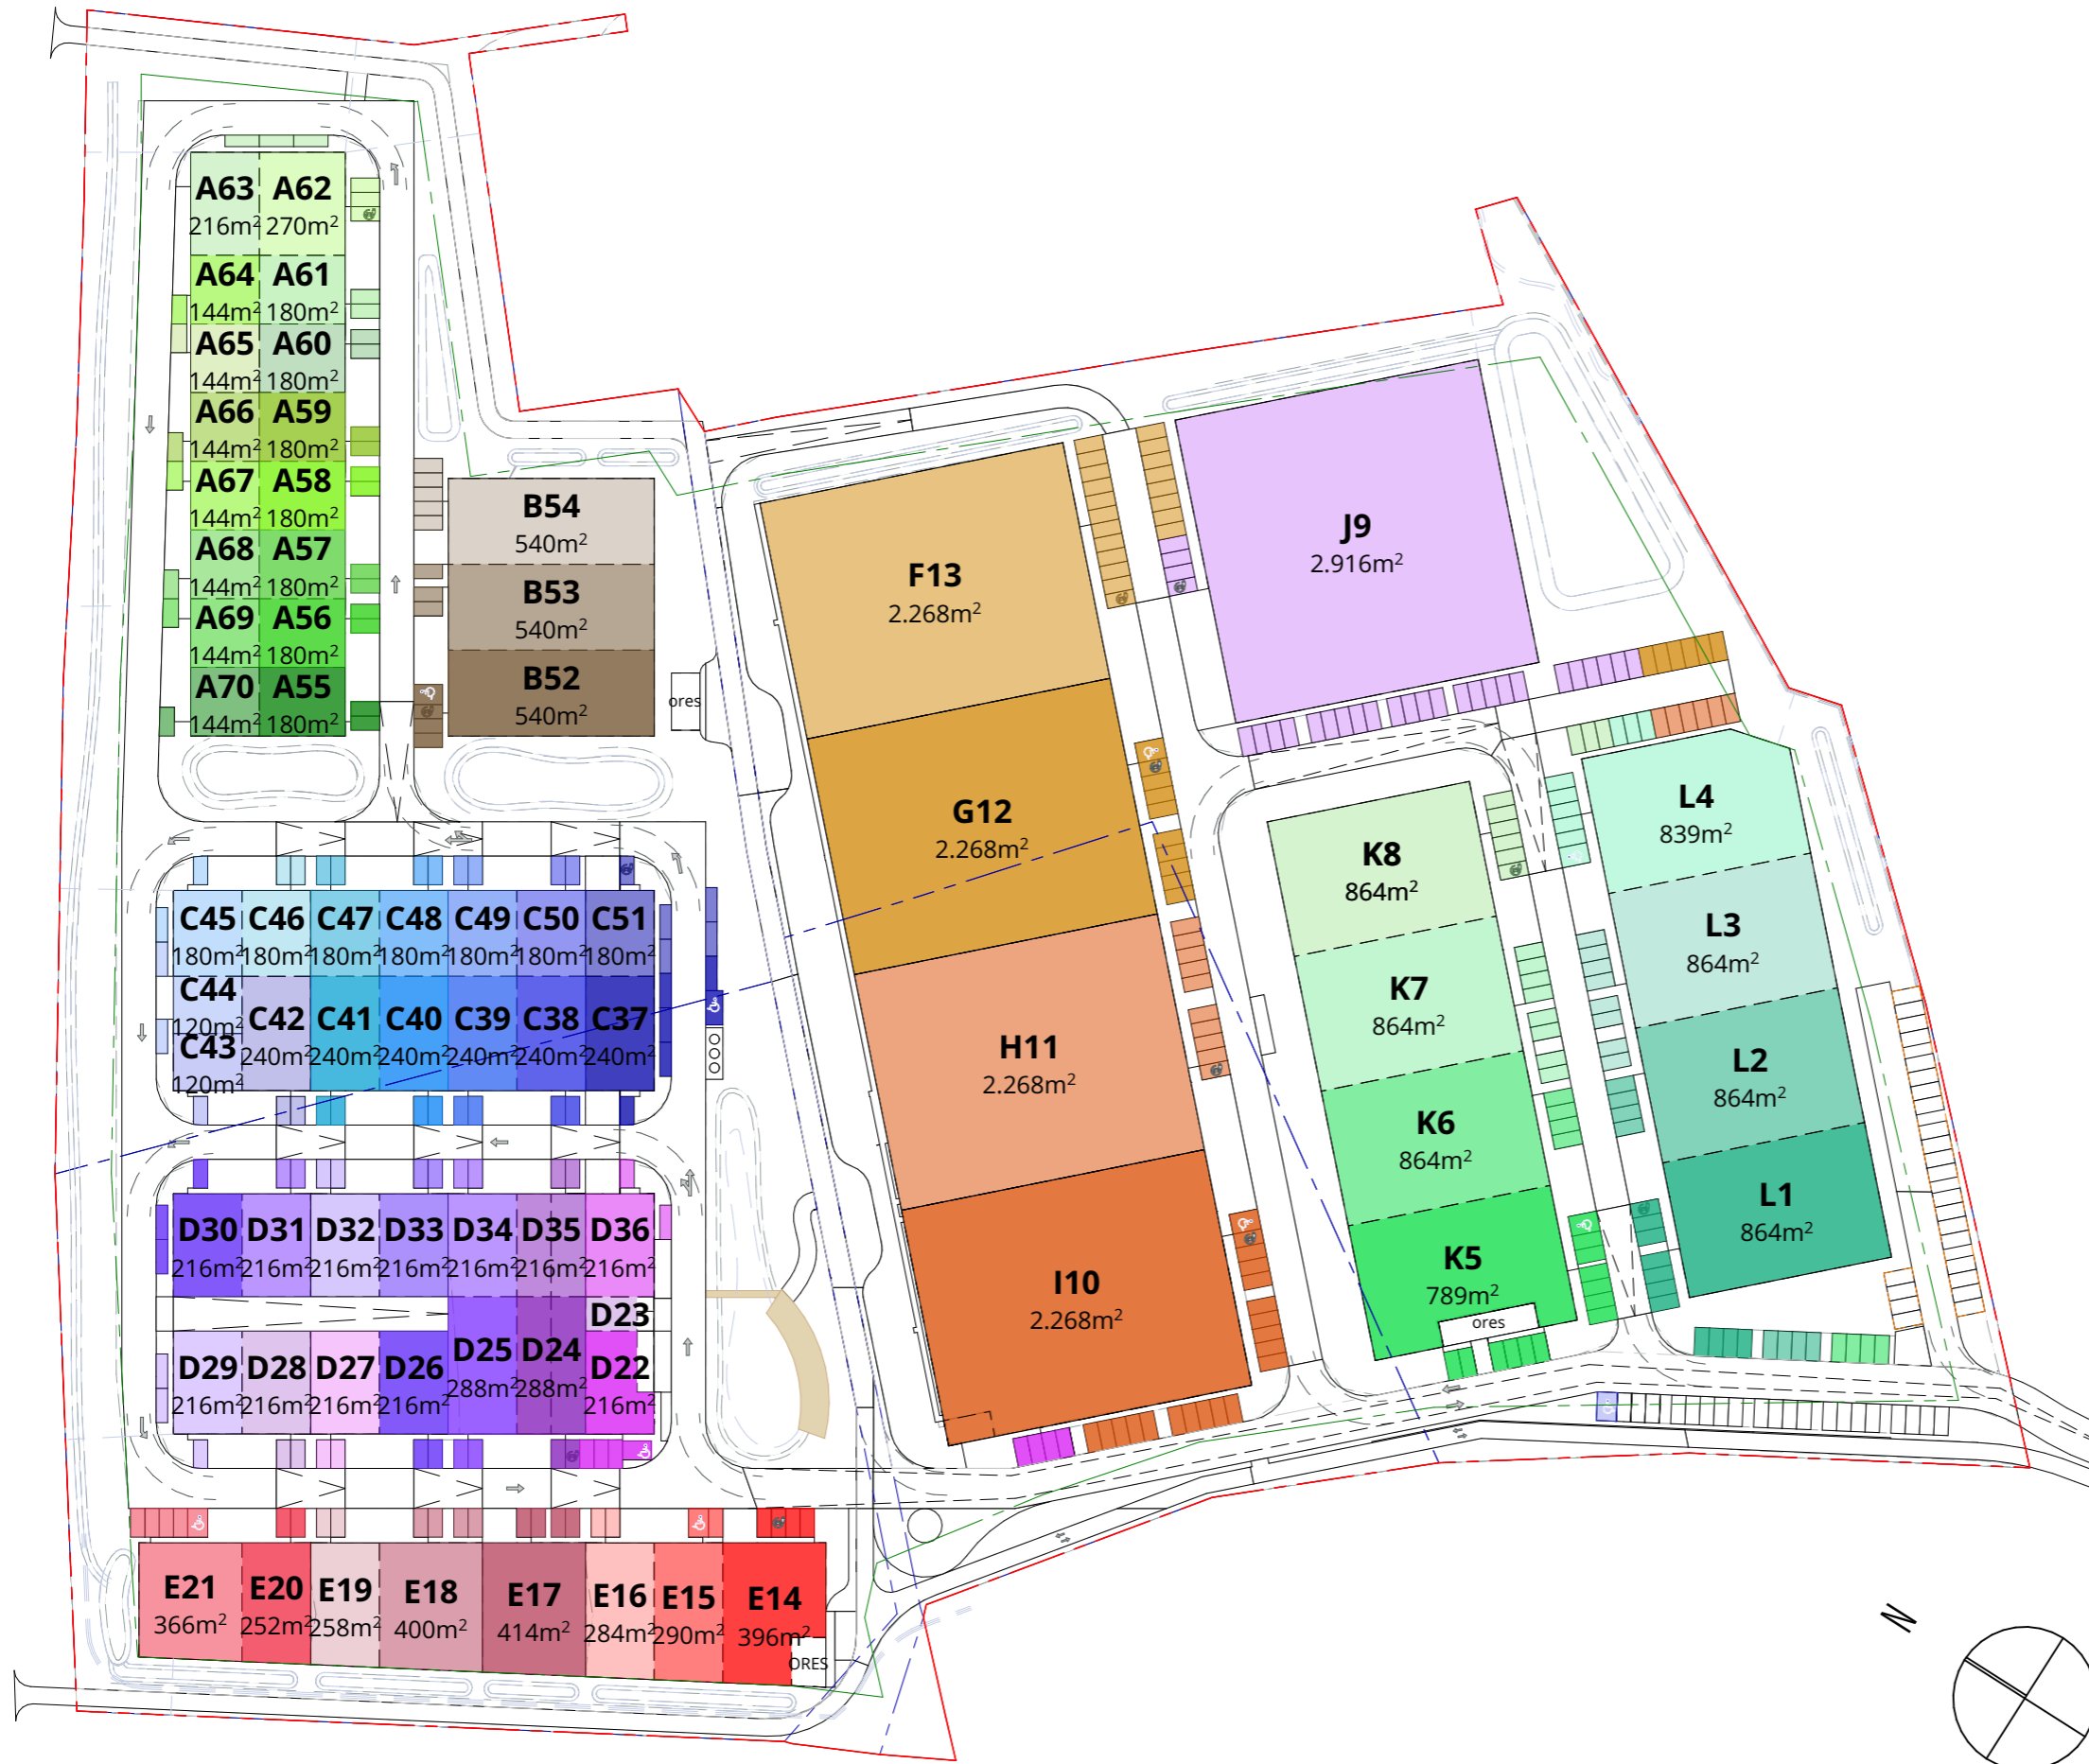 A63 A62
216m² 270m²
A64 A61
144m² 180m²
A65 A60
144m² 180m²
A66 A59
144m² 180m²
A67 A58
144m² 180m²
A68 A57
144m² 180m²
A69 A56
144m² 180m²
A70 A55
144m² 180m²
B54
540m²
B53
540m²
B52
540m²
ores
F13
2.268m²
G12
2.268m²
H11
2.268m²
I10
2.268m²
J9
2.916m²
K8
864m²
K7
864m²
K6
864m²
K5
789m²
ores
L4
839m²
L3
864m²
L2
864m²
L1
864m²
C45 C46 C47 C48 C49 C50 C51
180m² 180m² 180m² 180m² 180m² 180m² 180m²
C44
120m²
C43
120m²
C42 C41 C40 C39 C38 C37
240m² 240m² 240m² 240m² 240m² 240m²
D30 D31 D32 D33 D34 D35 D36
216m² 216m² 216m² 216m² 216m² 216m² 216m²
D23
D29 D28 D27 D26 D25 D24 D22
216m² 216m² 216m² 216m² 288m² 288m² 216m²
E21 E20 E19 E18 E17 E16 E15 E14
366m² 252m² 258m² 400m² 414m² 284m² 290m² 396m²
ORES
N